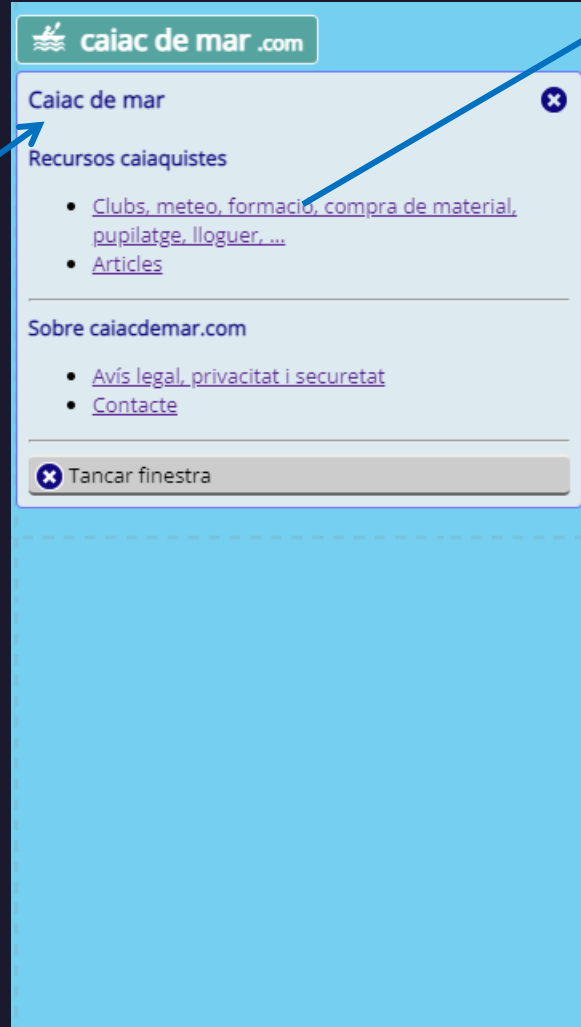 caiac de mar .com
Caiac de mar
Recursos caiaquistes
Clubs, meteo, formació, compra de material,
pupilatge, lloguer, ...
Articles
Sobre caiacdemar.com
Avís legal, privacitat i securetat
Contacte
Tancar finestra